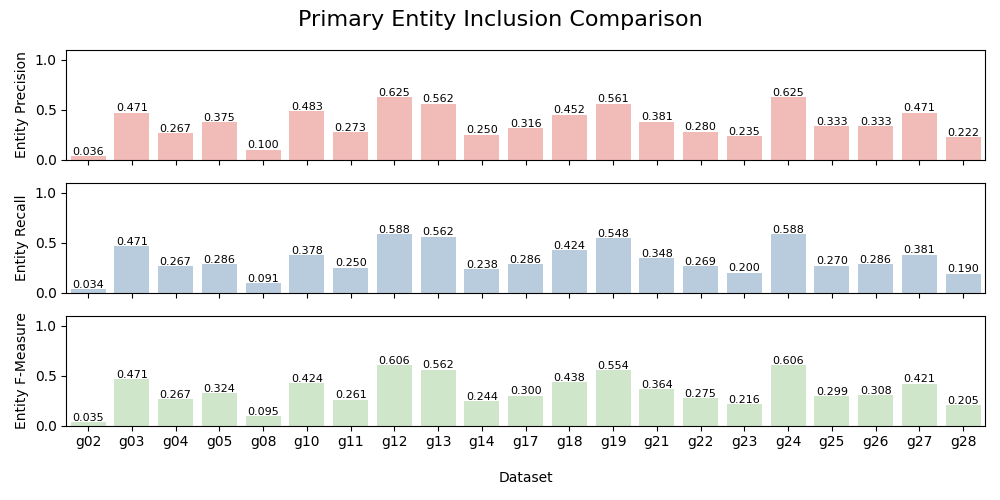 Primary Entity Inclusion Comparison
Entity Precision
1.0
0.5
0.0
0.036 0.471 0.267 0.375 0.100 0.483 0.273 0.625 0.562 0.250 0.316 0.452 0.561 0.381 0.280 0.235 0.625 0.333 0.333 0.471 0.222
Entity Recall
1.0
0.5
0.0
0.034 0.471 0.267 0.286 0.091 0.378 0.250 0.588 0.562 0.238 0.286 0.424 0.548 0.348 0.269 0.200 0.588 0.270 0.286 0.381 0.190
Entity F-Measure
1.0
0.5
0.0
0.035 0.471 0.267 0.324 0.095 0.424 0.261 0.606 0.562 0.244 0.300 0.438 0.554 0.364 0.275 0.216 0.606 0.299 0.308 0.421 0.205
g02 g03 g04 g05 g08 g10 g11 g12 g13 g14 g17 g18 g19 g21 g22 g23 g24 g25 g26 g27 g28
Dataset